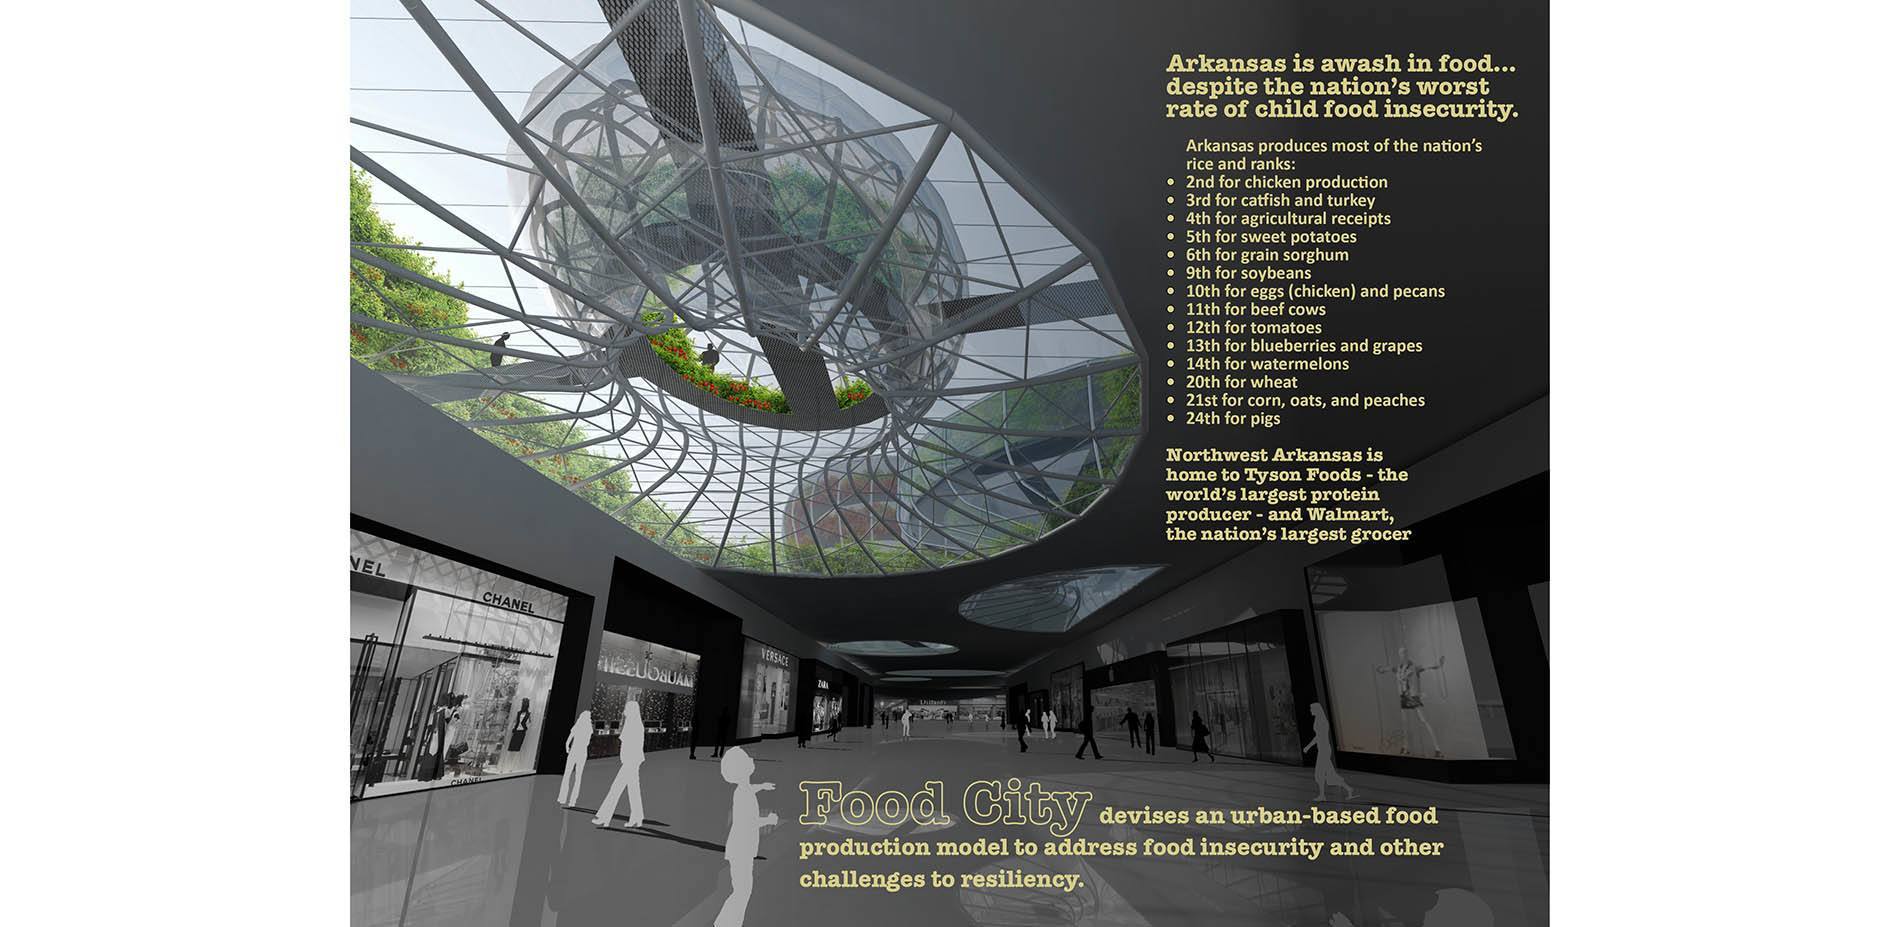 Arkansas is awash in food...
despite the nation's worst
rate of child food insecurity.
Arkansas produces most of the nation's
rice and ranks:
• 2nd for chicken production
• 3rd for catfish and turkey
• 4th for agricultural receipts
• 5th for sweet potatoes
• 6th for grain sorghum
• 9th for soybeans
• 10th for eggs (chicken) and pecans
• 11th for beef cows
• 12th for tomatoes
• 13th for blueberries and grapes
• 14th for watermelons
• 20th for wheat
• 21st for corn, oats, and peaches
• 24th for pigs
Northwest Arkansas is
home to Tyson Foods - the
world's largest protein
producer - and Walmart,
the nation's largest grocer
NEL
CHANEL
VERSACE
ZARA
Dillard's
CHANEL
Food City devises an urban-based food
production model to address food insecurity and other
challenges to resiliency.